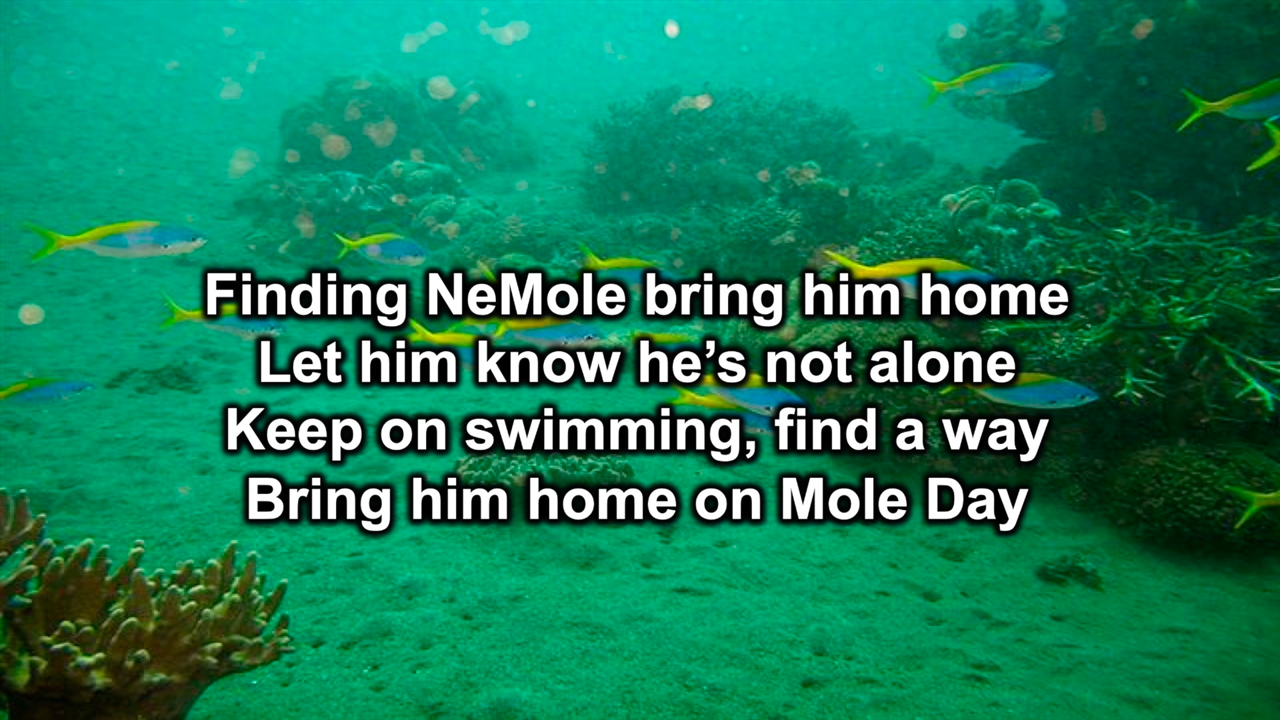 Finding NeMole bring him home
Let him know he’s not alone
Keep on swimming, find a way
Bring him home on Mole Day